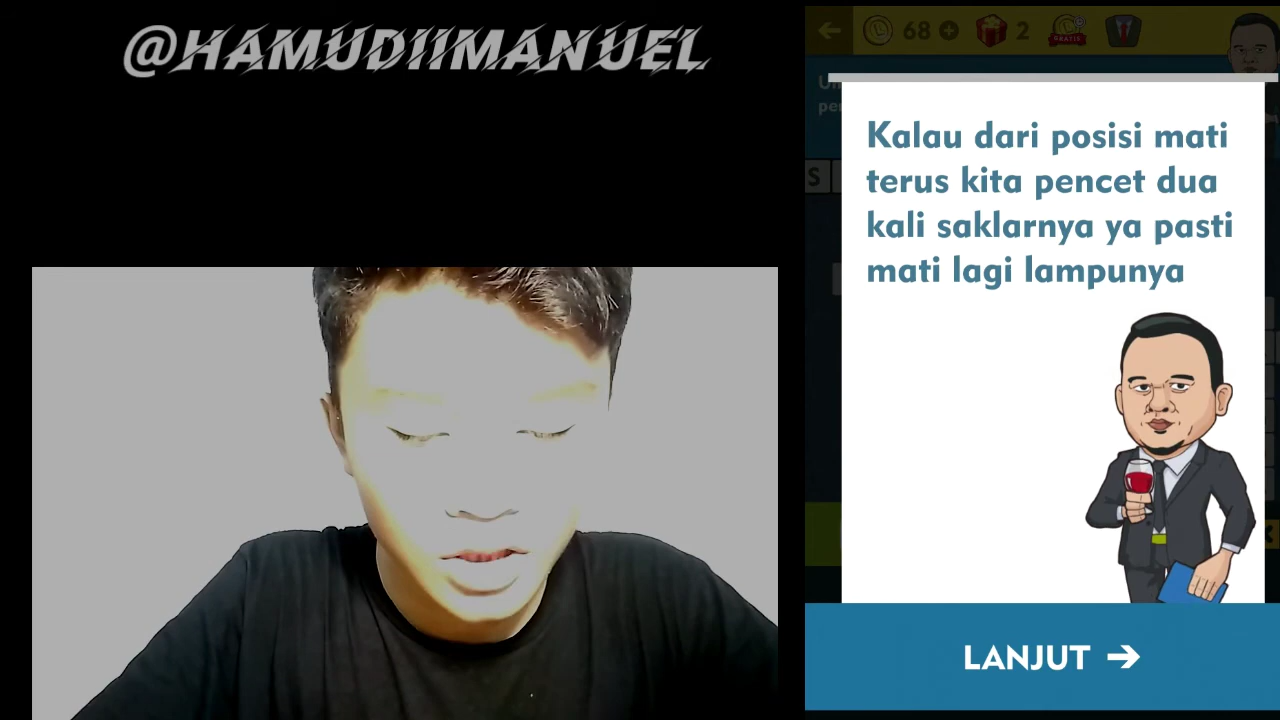 @HAMUDIIMANUEL
68
2
GRATIS
S
Kalau dari posisi mati
terus kita pencet dua
kali saklarnya ya pasti
mati lagi lampunya
LANJUT